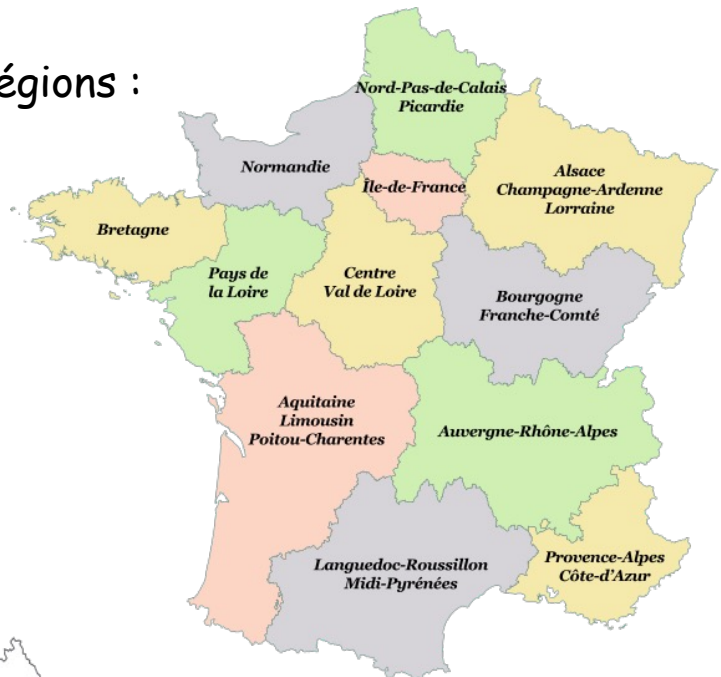 égions :
Nord-Pas-de-Calais
Picardie
Normandie
Île-de-France
Alsace
Champagne-Ardenne
Lorraine
Bretagne
Pays de
la Loire
Centre
Val de Loire
Bourgogne
Franche-Comté
Aquitaine
Limousin
Poitou-Charentes
Auvergne-Rhône-Alpes
Languedoc-Roussillon
Midi-Pyrénées
Provence-Alpes
Côte-d'Azur